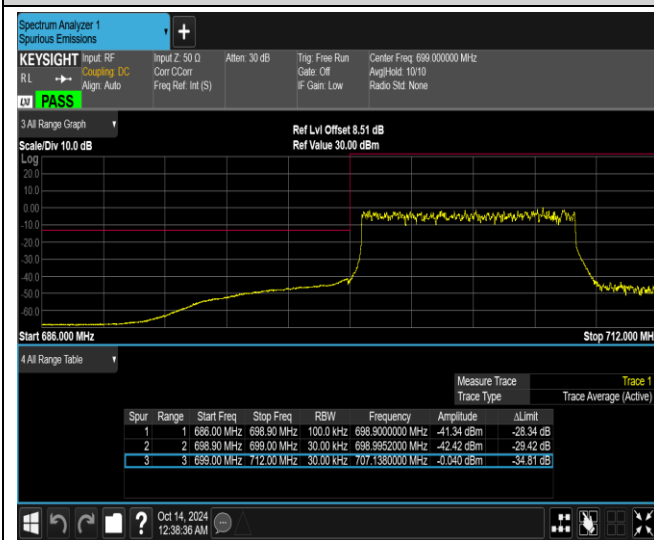 Spectrum Analyzer 1
Spurious Emissions
KEYSIGHT Input: RF Input Z: 50 Ω Atten: 30 dB Trig: Free Run Center Freq: 699.000000 MHz
RL Coupling: DC Corr CCorr Gate: Off Avg|Hold: 10/10
Align: Auto Freq Ref: Int (S) IF Gain: Low Radio Std: None
LXI PASS
3 All Range Graph
Ref Lvl Offset 8.51 dB
Scale/Div 10.0 dB Ref Value 30.00 dBm
Log
20.0
10.0
0.00
-10.0
-20.0
-30.0
-40.0
-50.0
-60.0
Start 686.000 MHz Stop 712.000 MH
4 All Range Table
Measure Trace Trace 1
Trace Type Trace Average (Active)
Spur Range Start Freq Stop Freq RBW Frequency Amplitude ΔLimit
1 1 686.00 MHz 698.90 MHz 100.0 kHz 698.9000000 MHz -41.34 dBm -28.34 dB
2 2 698.90 MHz 699.00 MHz 30.00 kHz 698.9952000 MHz -42.42 dBm -29.42 dB
3 3 699.00 MHz 712.00 MHz 30.00 kHz 707.1380000 MHz -0.040 dBm -34.81 dB
? Oct 14, 2024
12:38:36 AM